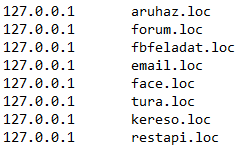 127.0.0.1 aruhaz.loc
127.0.0.1 forum.loc
127.0.0.1 fbfeladat.loc
127.0.0.1 email.loc
127.0.0.1 face.loc
127.0.0.1 tura.loc
127.0.0.1 kereso.loc
127.0.0.1 restapi.loc